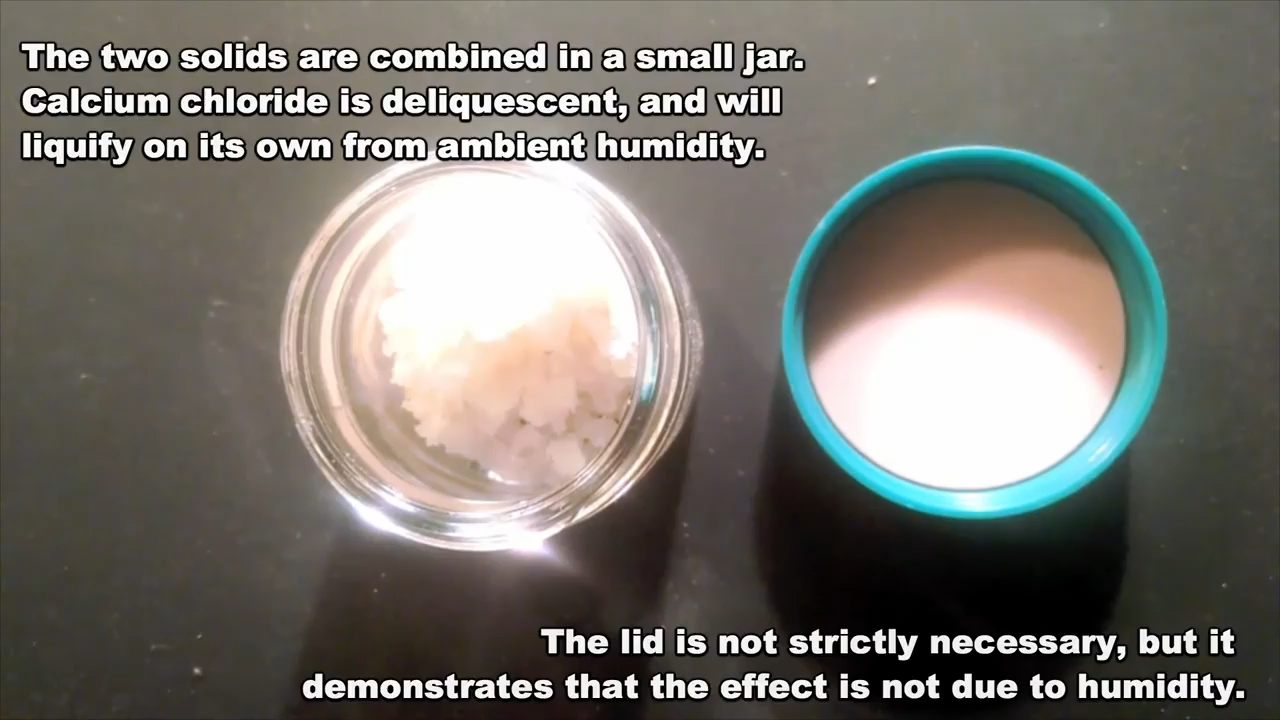 The two solids are combined in a small jar.
Calcium chloride is deliquescent, and will
liquify on its own from ambient humidity.
The lid is not strictly necessary, but it
demonstrates that the effect is not due to humidity.